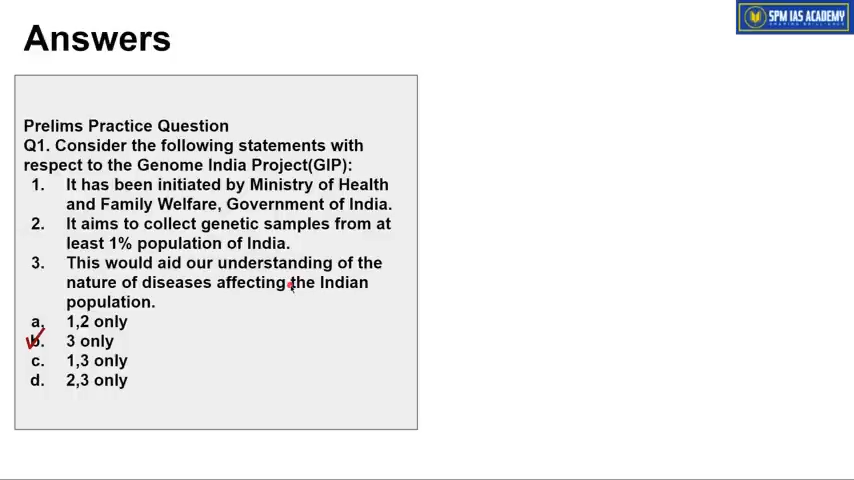 Answers
SPM IAS ACADEMY
Prelims Practice Question
Q1. Consider the following statements with
respect to the Genome India Project(GIP):
1. It has been initiated by Ministry of Health
and Family Welfare, Government of India.
2. It aims to collect genetic samples from at
least 1% population of India.
3. This would aid our understanding of the
nature of diseases affecting the Indian
population.
a. 1,2 only
b. 3 only
c. 1,3 only
d. 2,3 only